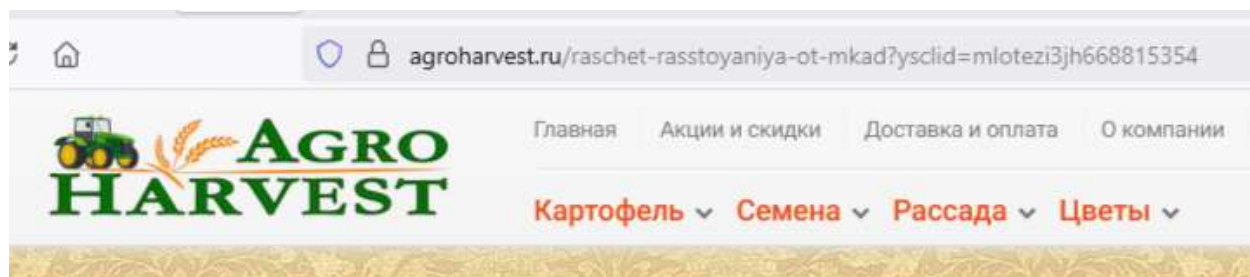 agroharvest.ru/raschet-rasstoyaniya-ot-mkad?ysclid=mlotezi3jh668815354
AGRO
HARVEST
Главная Акции и скидки Доставка и оплата О компании
Картофель Семена Рассада Цветы